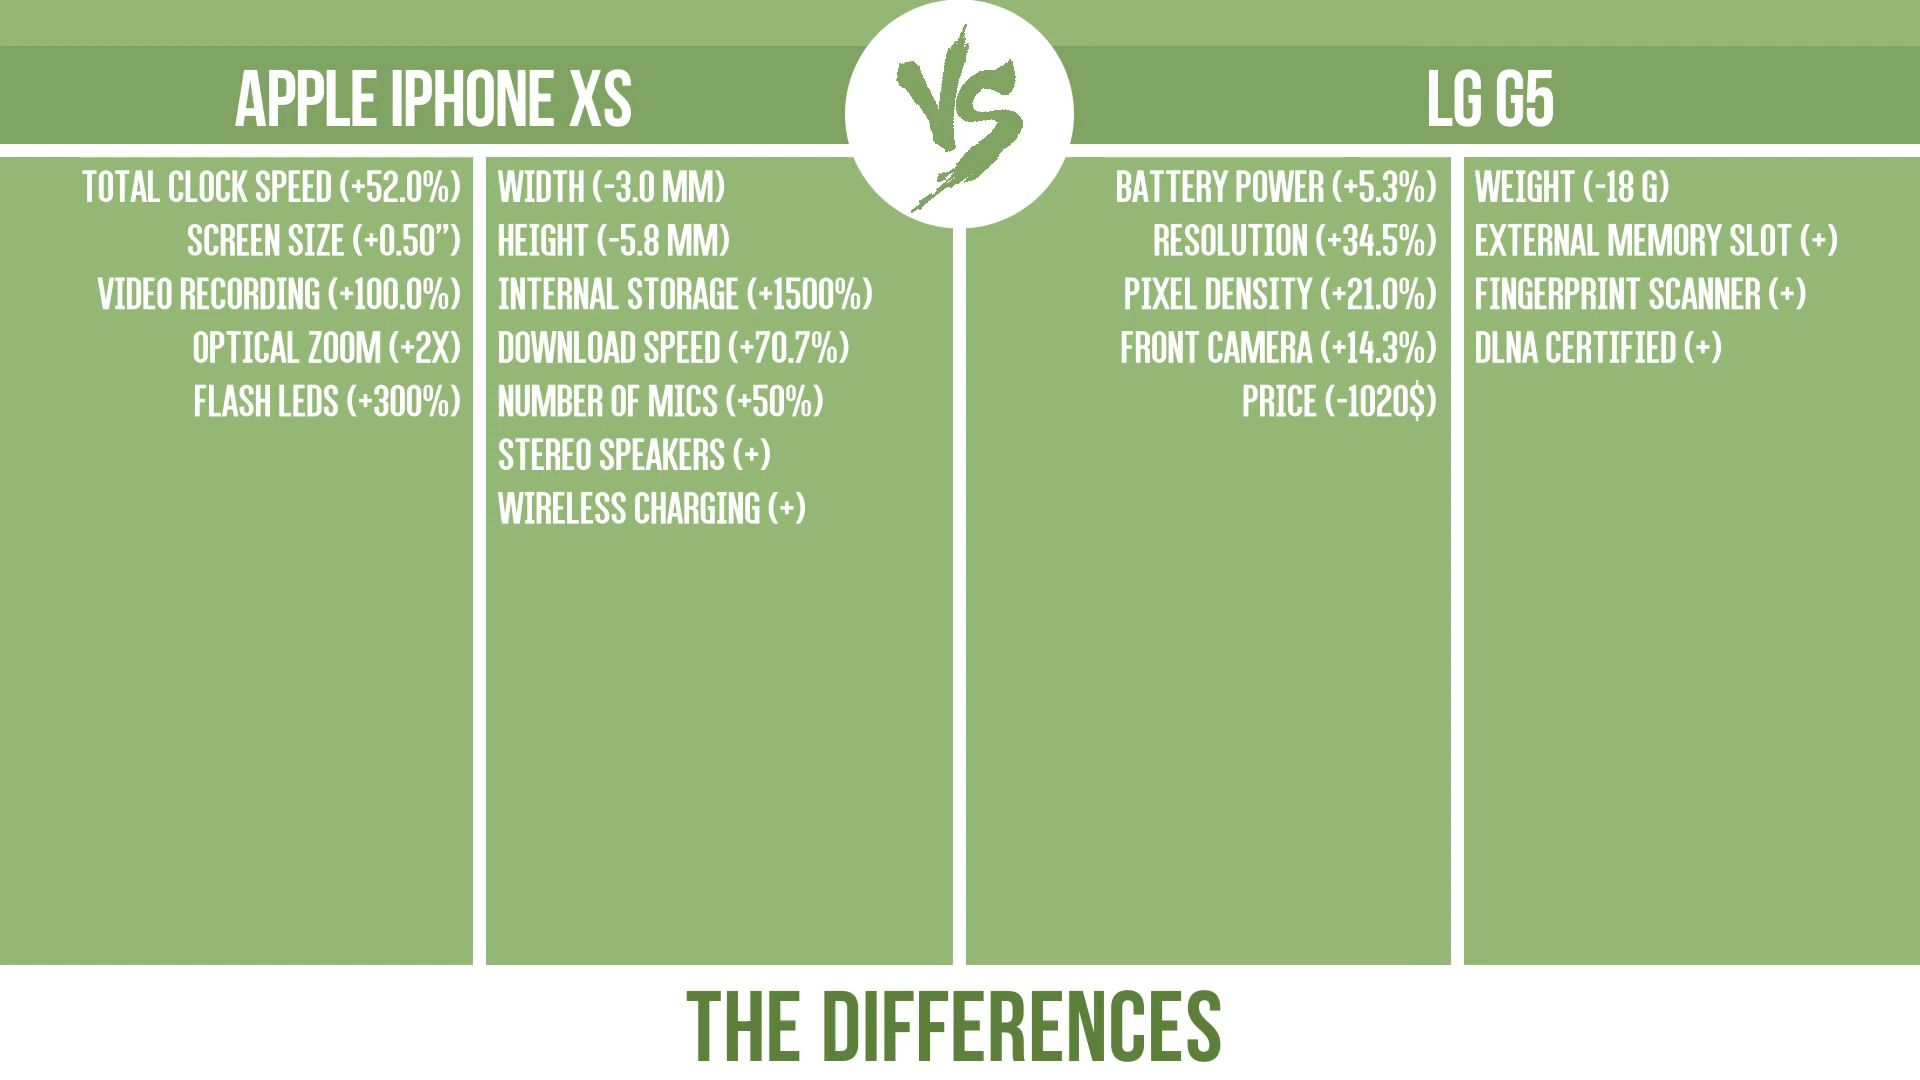 APPLE IPHONE XS
VS
LG G5
TOTAL CLOCK SPEED (+52.0%)
SCREEN SIZE (+0.50”)
VIDEO RECORDING (+100.0%)
OPTICAL ZOOM (+2X)
FLASH LEDS (+300%)
WIDTH (-3.0 MM)
HEIGHT (-5.8 MM)
INTERNAL STORAGE (+1500%)
DOWNLOAD SPEED (+70.7%)
NUMBER OF MICS (+50%)
STEREO SPEAKERS (+)
WIRELESS CHARGING (+)
BATTERY POWER (+5.3%)
RESOLUTION (+34.5%)
PIXEL DENSITY (+21.0%)
FRONT CAMERA (+14.3%)
PRICE (-1020$)
WEIGHT (-18 G)
EXTERNAL MEMORY SLOT (+)
FINGERPRINT SCANNER (+)
DLNA CERTIFIED (+)
THE DIFFERENCES